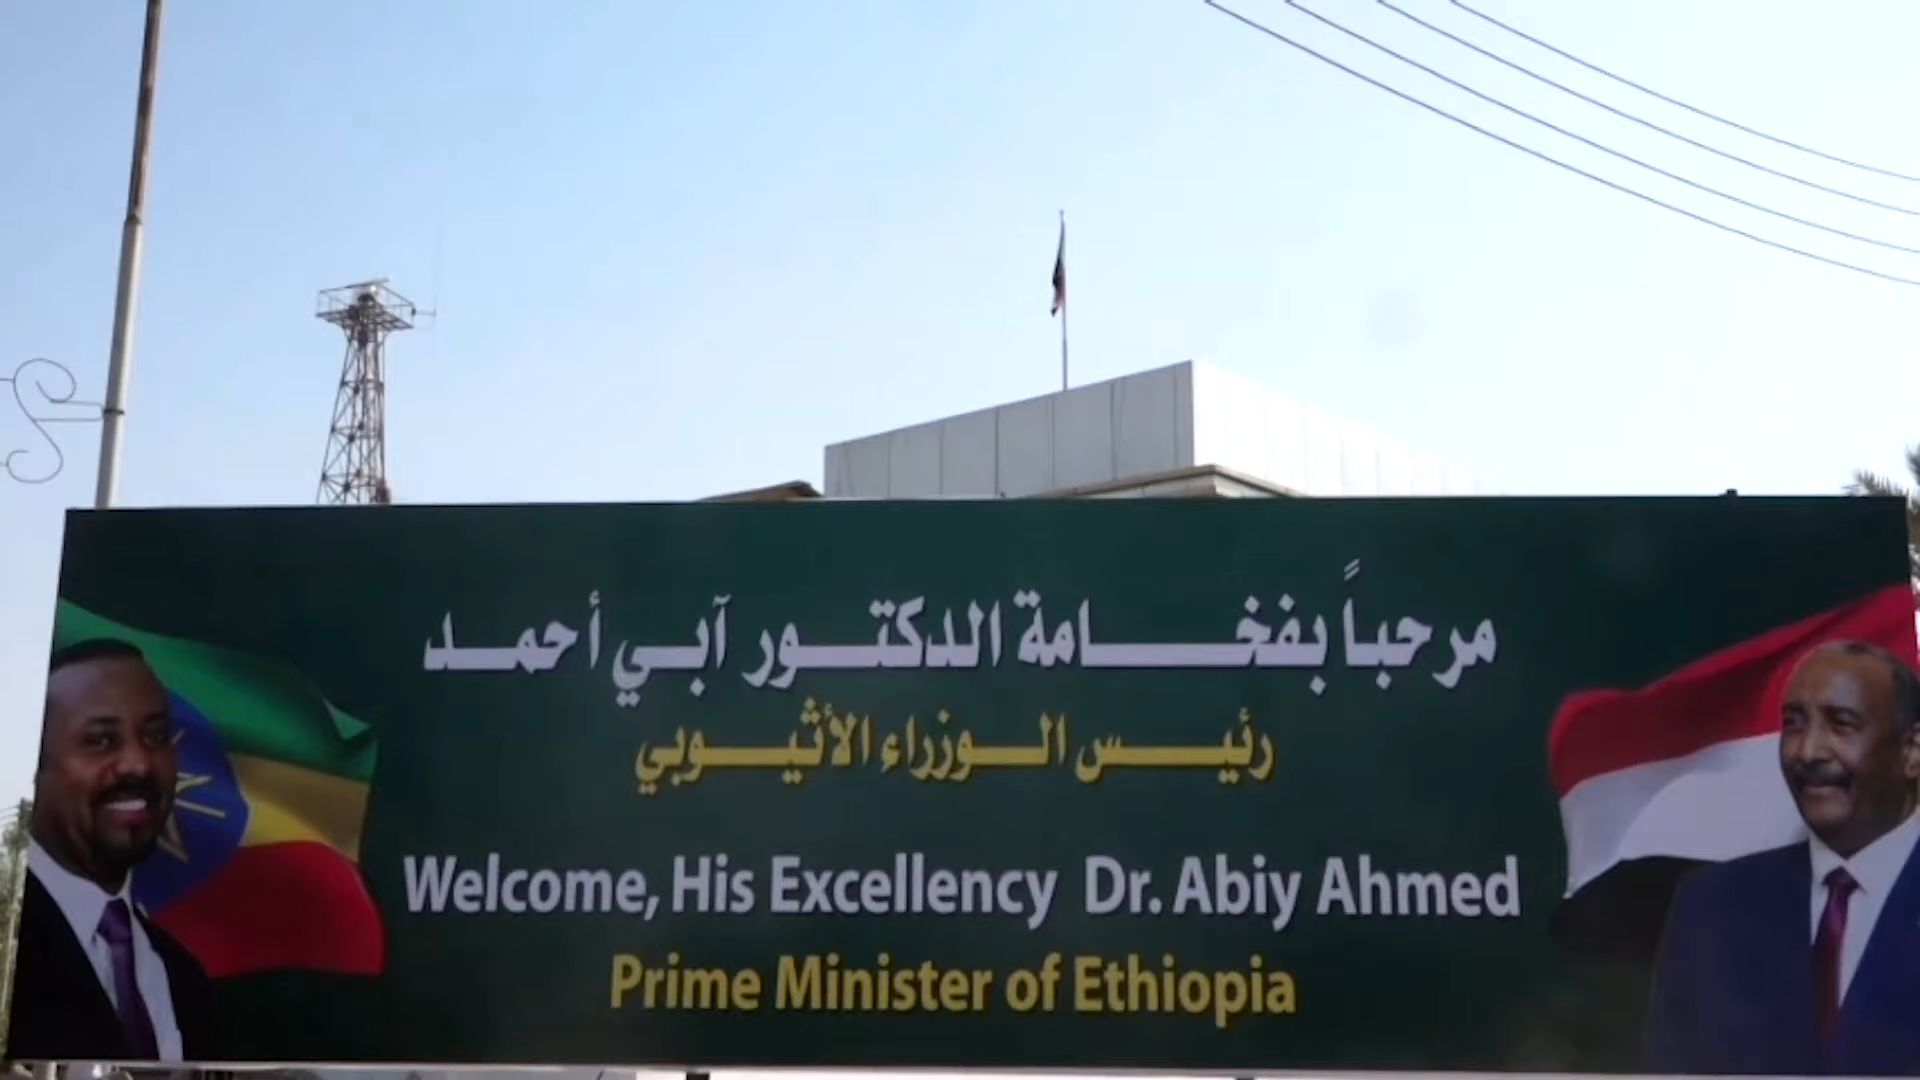 مرحباً بفخامة الدكتور آبي أحمد
رئيس الوزراء الأثيوبي
Welcome, His Excellency Dr. Abiy Ahmed
Prime Minister of Ethiopia